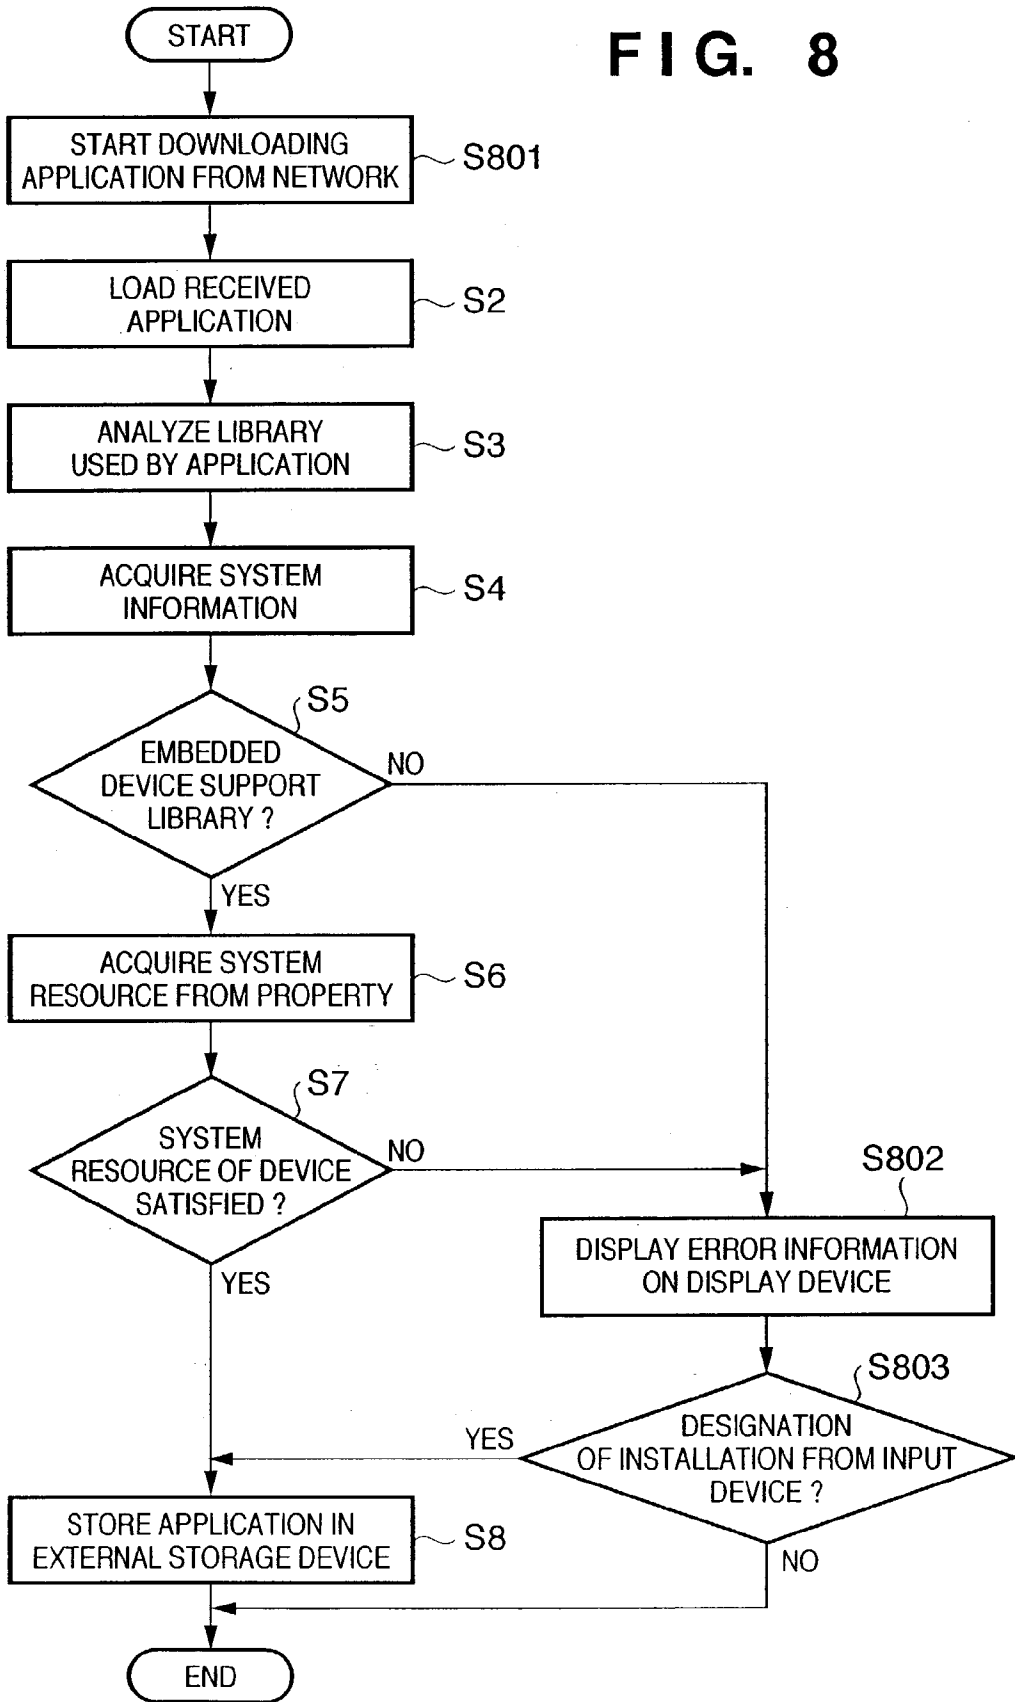 START
FIG. 8
START DOWNLOADING
APPLICATION FROM NETWORK
S801
LOAD RECEIVED
APPLICATION
S2
ANALYZE LIBRARY
USED BY APPLICATION
S3
ACQUIRE SYSTEM
INFORMATION
S4
S5
EMBEDDED
DEVICE SUPPORT
LIBRARY ?
NO
YES
ACQUIRE SYSTEM
RESOURCE FROM PROPERTY
S6
S7
SYSTEM
RESOURCE OF DEVICE
SATISFIED ?
NO
YES
S802
DISPLAY ERROR INFORMATION
ON DISPLAY DEVICE
S803
DESIGNATION
OF INSTALLATION FROM INPUT
DEVICE ?
YES
NO
STORE APPLICATION IN
EXTERNAL STORAGE DEVICE
S8
END